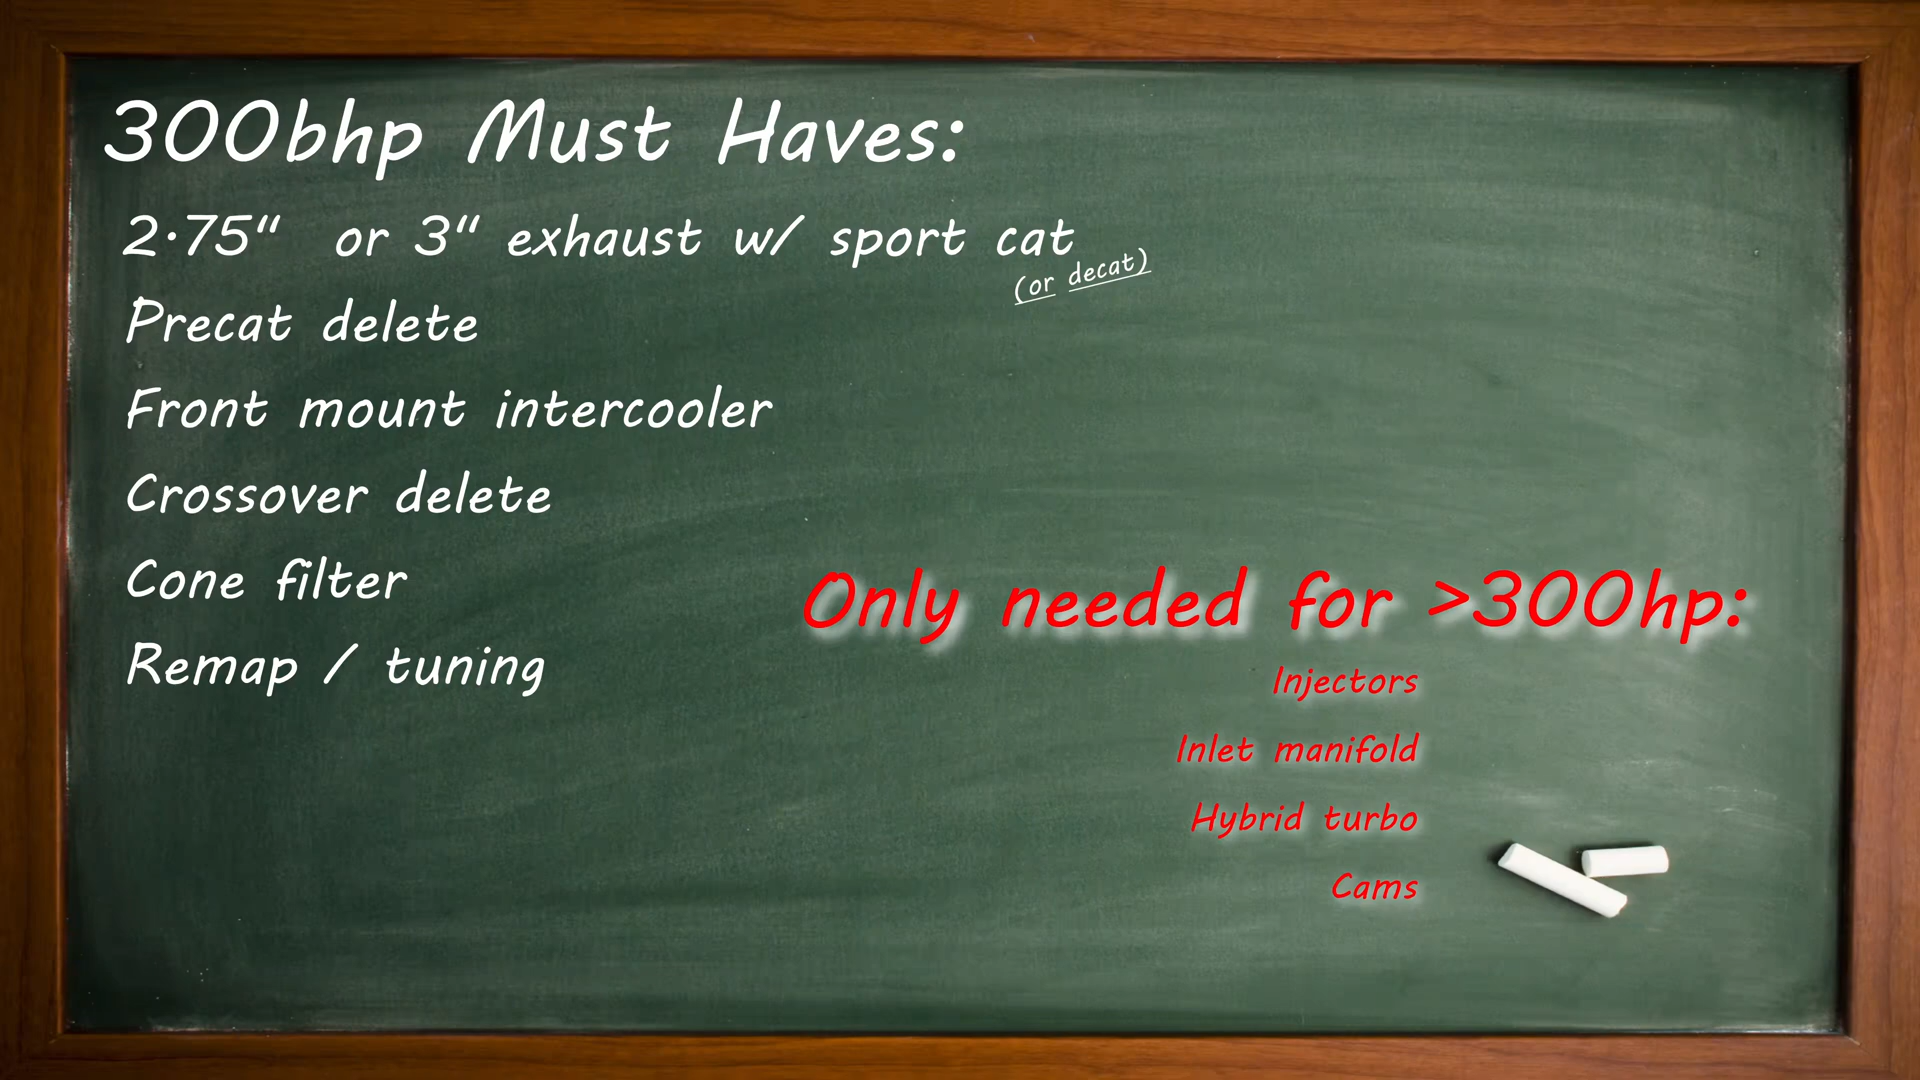 300bhp Must Haves:
2.75" or 3" exhaust w/ sport cat
(or decat)
Precat delete
Front mount intercooler
Crossover delete
Cone filter
Remap / tuning
Only needed for >300hp:
Injectors
Inlet manifold
Hybrid turbo
Cams